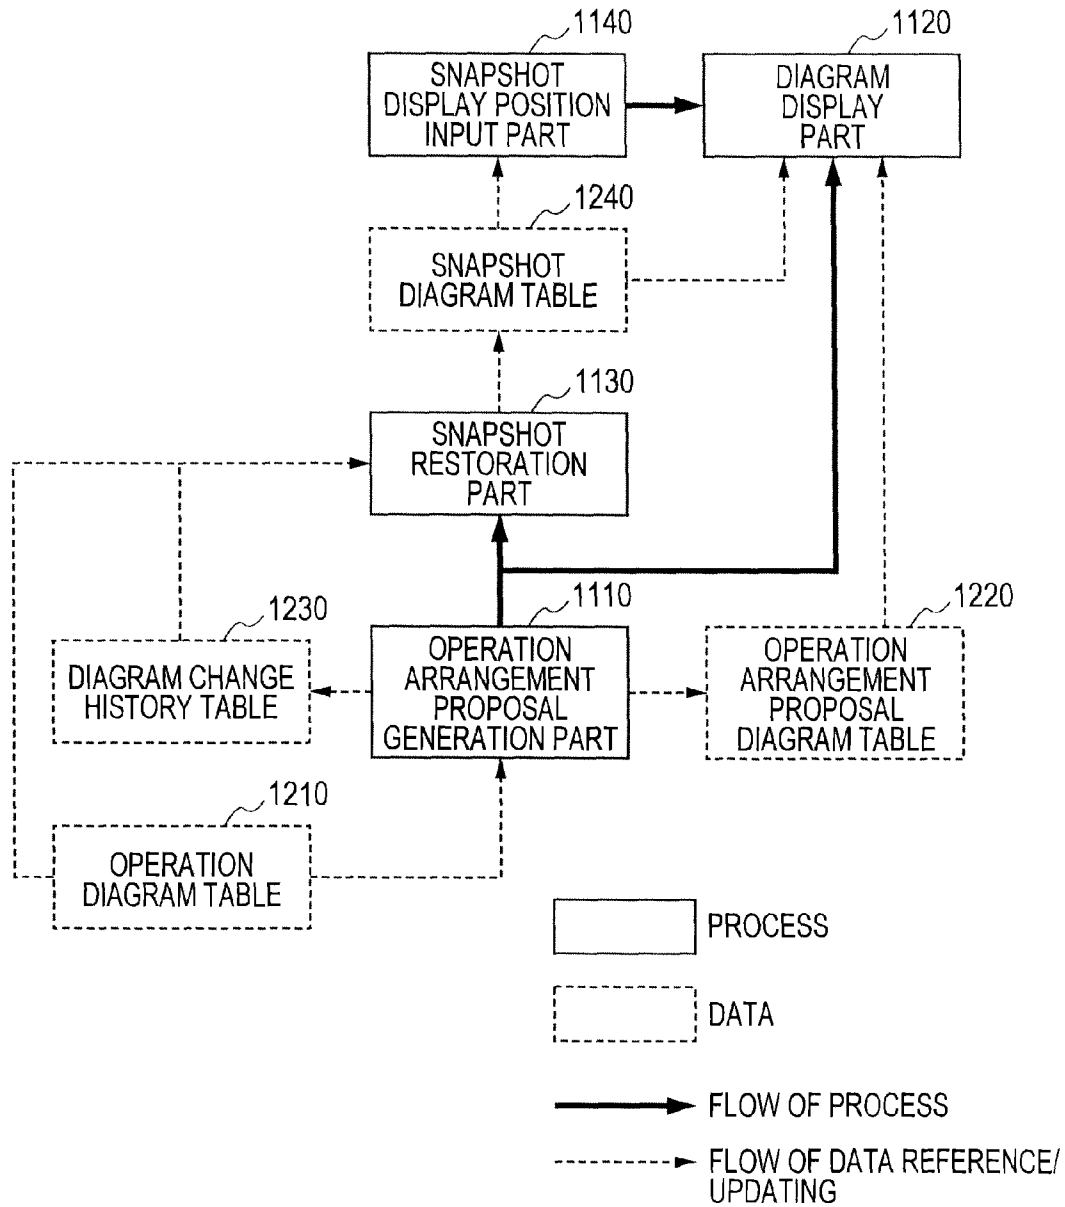 1140
SNAPSHOT
DISPLAY POSITION
INPUT PART
1120
DIAGRAM
DISPLAY
PART
1240
SNAPSHOT
DIAGRAM TABLE
1130
SNAPSHOT
RESTORATION
PART
1230
DIAGRAM CHANGE
HISTORY TABLE
1110
OPERATION
ARRANGEMENT
PROPOSAL
GENERATION PART
1220
OPERATION
ARRANGEMENT
PROPOSAL
DIAGRAM TABLE
1210
OPERATION
DIAGRAM TABLE
PROCESS
DATA
FLOW OF PROCESS
FLOW OF DATA REFERENCE/
UPDATING